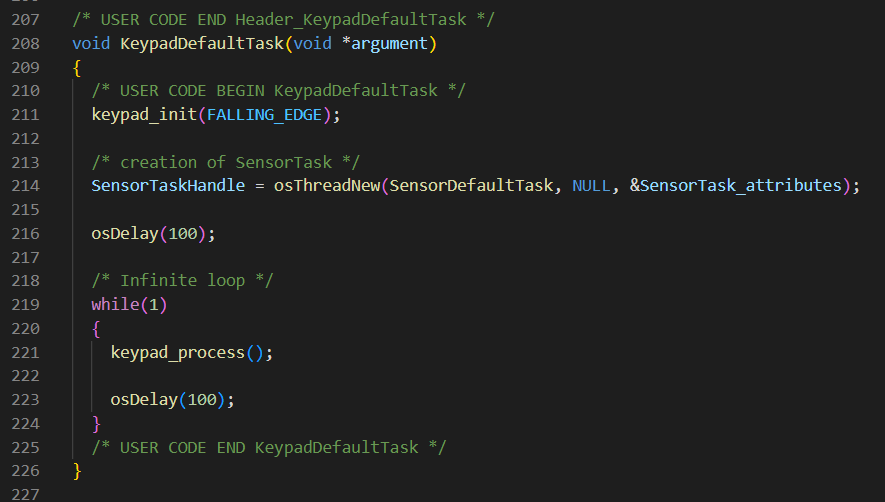 207 /* USER CODE END Header_KeypadDefaultTask */
208 void KeypadDefaultTask(void *argument)
209 {
210 /* USER CODE BEGIN KeypadDefaultTask */
211 keypad_init(FALLING_EDGE);
212
213 /* creation of SensorTask */
214 SensorTaskHandle = osThreadNew(SensorDefaultTask, NULL, &SensorTask_attributes);
215
216 osDelay(100);
217
218 /* Infinite loop */
219 while(1)
220 {
221 keypad_process();
222
223 osDelay(100);
224 }
225 /* USER CODE END KeypadDefaultTask */
226 }
227